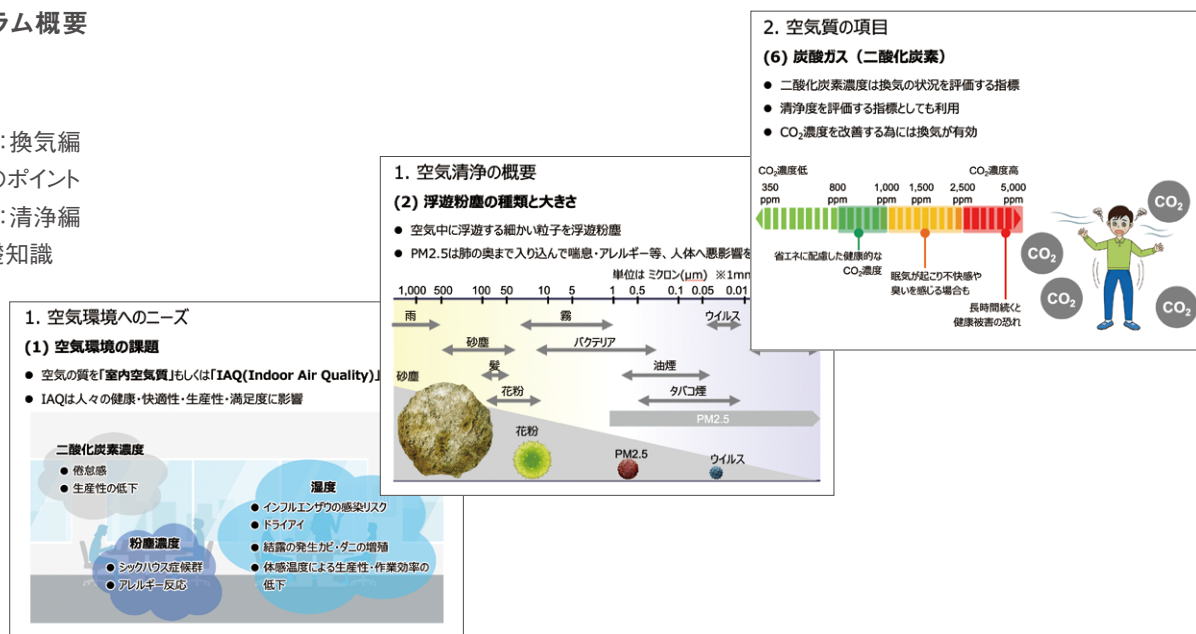 ラム概要
:換気編
のポイント
:清浄編
礎知識
1. 空気環境へのニーズ
(1) 空気環境の課題
● 空気の質を「室内空気質」もしくは「IAQ(Indoor Air Quality)」
● IAQは人々の健康・快適性・生産性・満足度に影響
二酸化炭素濃度
● 倦怠感
● 生産性の低下
粉塵濃度
● シックハウス症候群
● アレルギー反応
湿度
● インフルエンザウの感染リスク
● ドライアイ
● 結露の発生カビ・ダニの増殖
● 体感温度による生産性・作業効率の
低下
1. 空気清浄の概要
(2) 浮遊粉塵の種類と大きさ
● 空気中に浮遊する細かい粒子を浮遊粉塵
● PM2.5は肺の奥まで入り込んで喘息・アレルギー等、人体へ悪影響を
単位は ミクロン(μm) ※1mm
1,000 500 100 50 10 5 1 0.5 0.1 0.05 0.01
雨 霧 ウイルス
砂塵 バクテリア
髪 油煙
砂塵
花粉 タバコ煙
PM2.5
花粉
PM2.5 ウイルス
2. 空気質の項目
(6) 炭酸ガス（二酸化炭素）
● 二酸化炭素濃度は換気の状況を評価する指標
● 清浄度を評価する指標としても利用
● CO₂濃度を改善する為には換気が有効
CO₂濃度低 CO₂濃度高
350 800 1,000 1,500 2,500 5,000
ppm ppm ppm ppm ppm ppm
省エネに配慮した健康的な
CO₂濃度
眠気が起こり不快感や
臭いを感じる場合も
長時間続くと
健康被害の恐れ
CO₂
CO₂
CO₂
CO₂